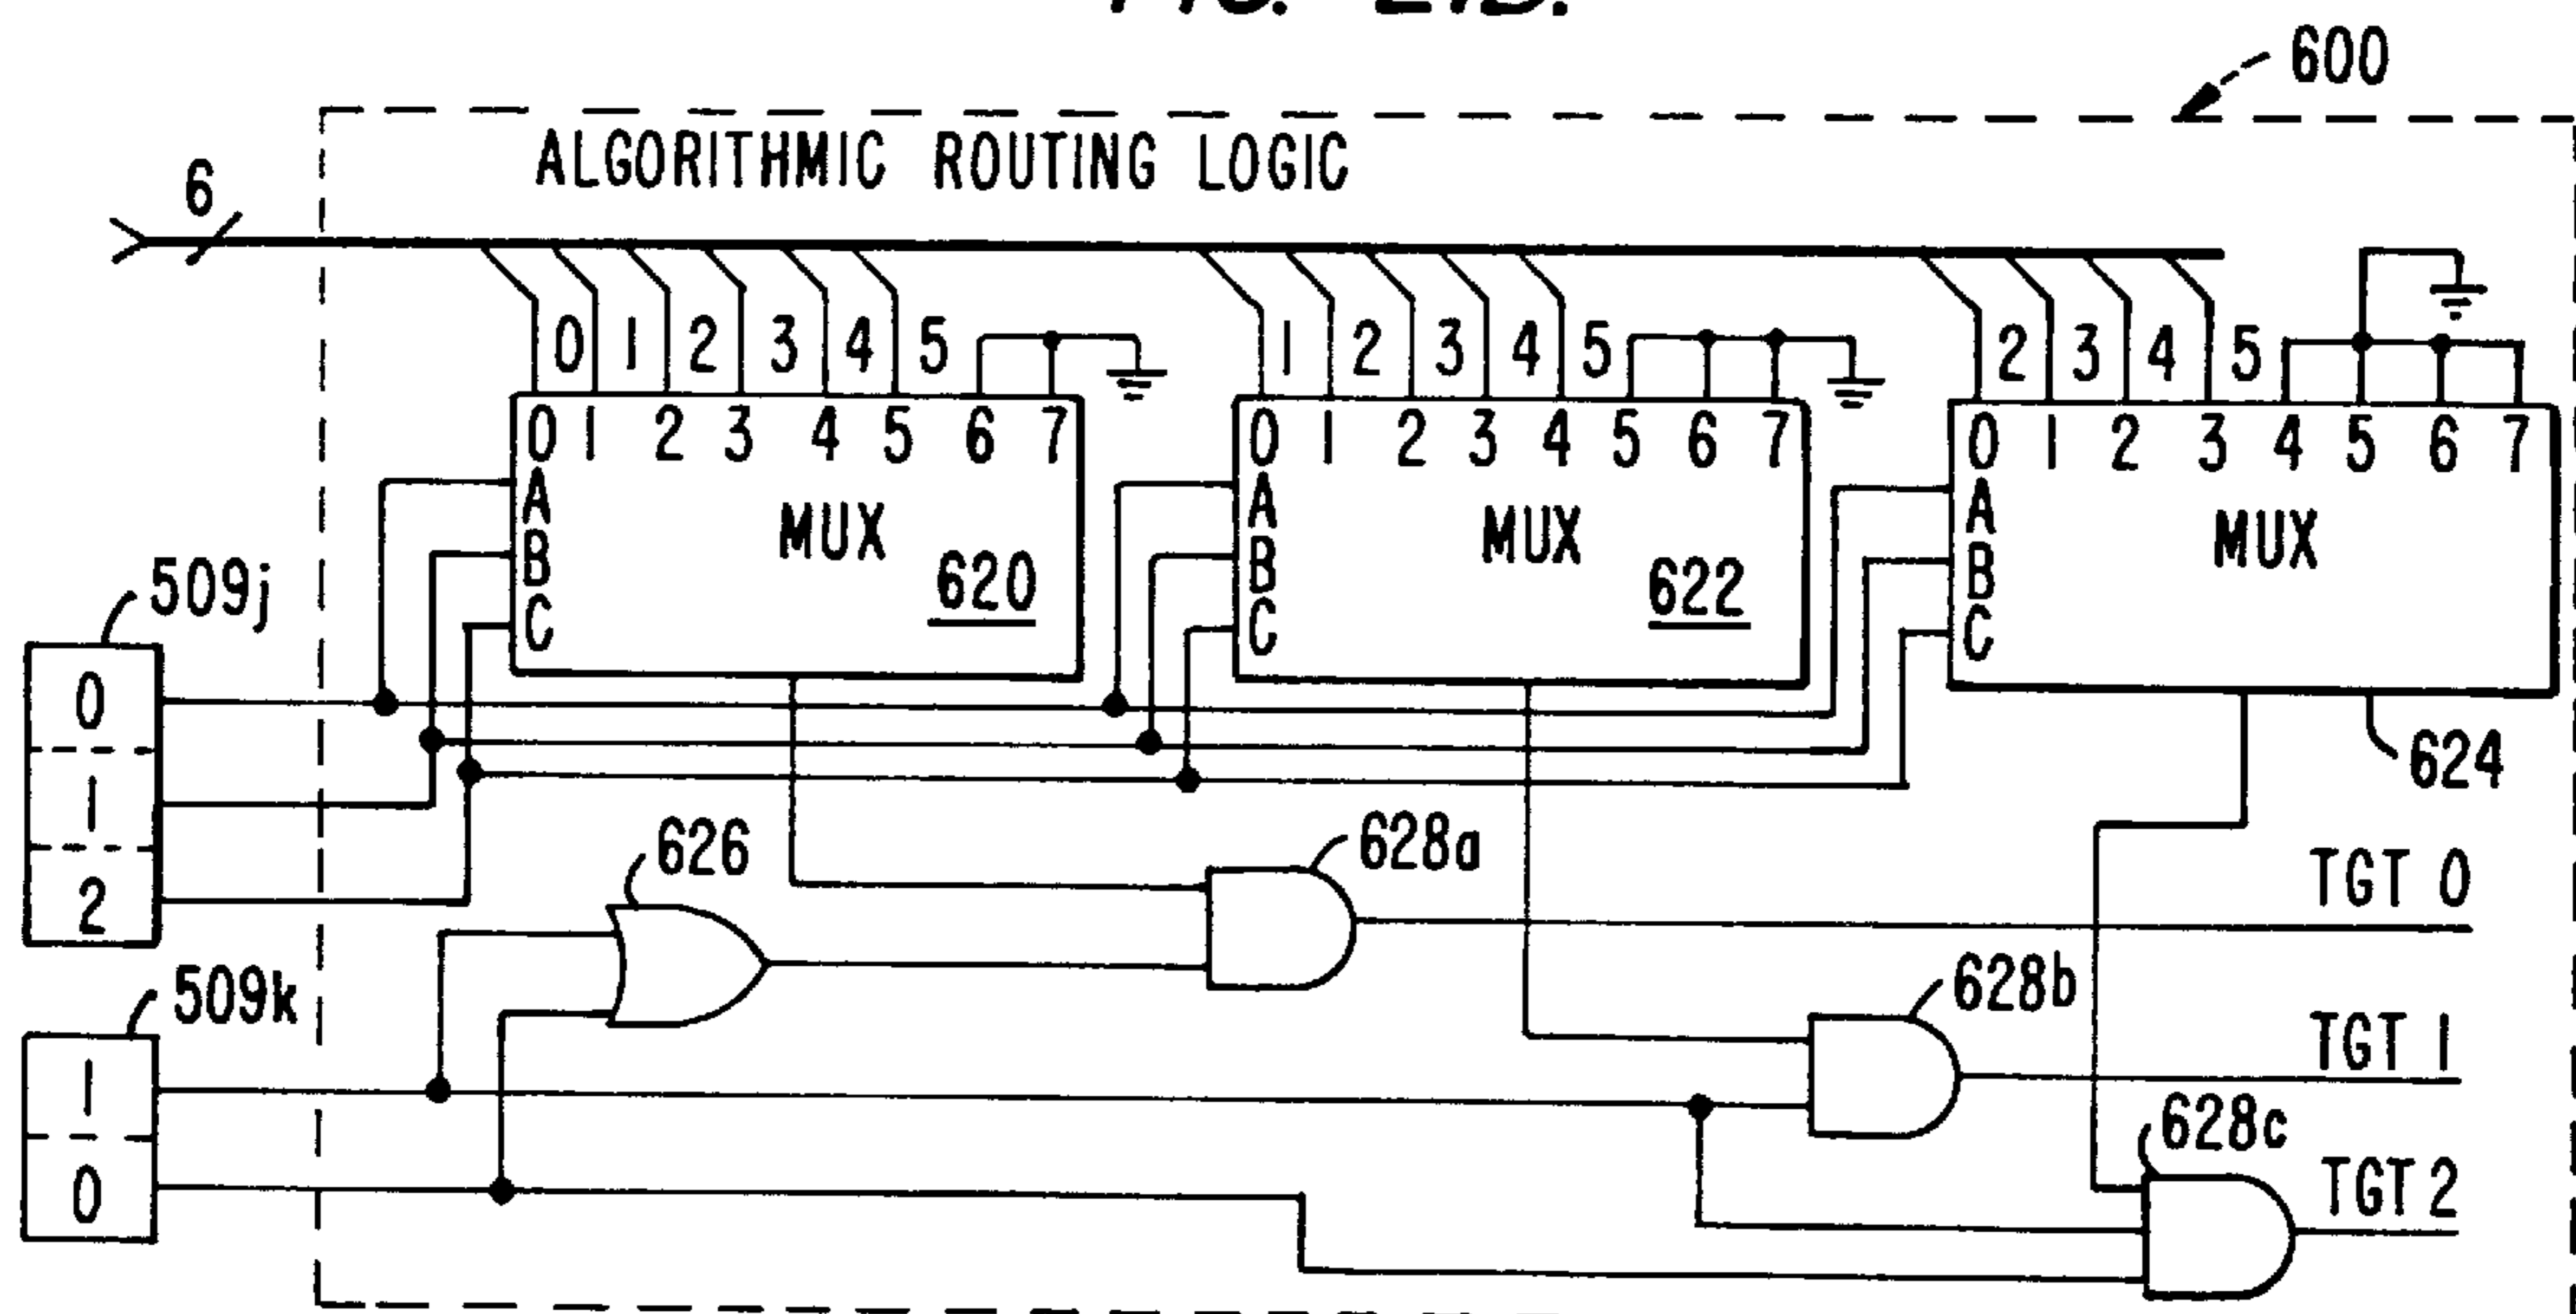 600
ALGORITHMIC ROUTING LOGIC
6
0 1 2 3 4 5
1 2 3 4 5
2 3 4 5
0 1 2 3 4 5 6 7
0 1 2 3 4 5 6 7
0 1 2 3 4 5 6 7
A
B
C
MUX
620
A
B
C
MUX
622
A
B
C
MUX
624
509j
0
1
2
626
628a
TGT 0
509k
1
0
628b
TGT 1
628c
TGT 2